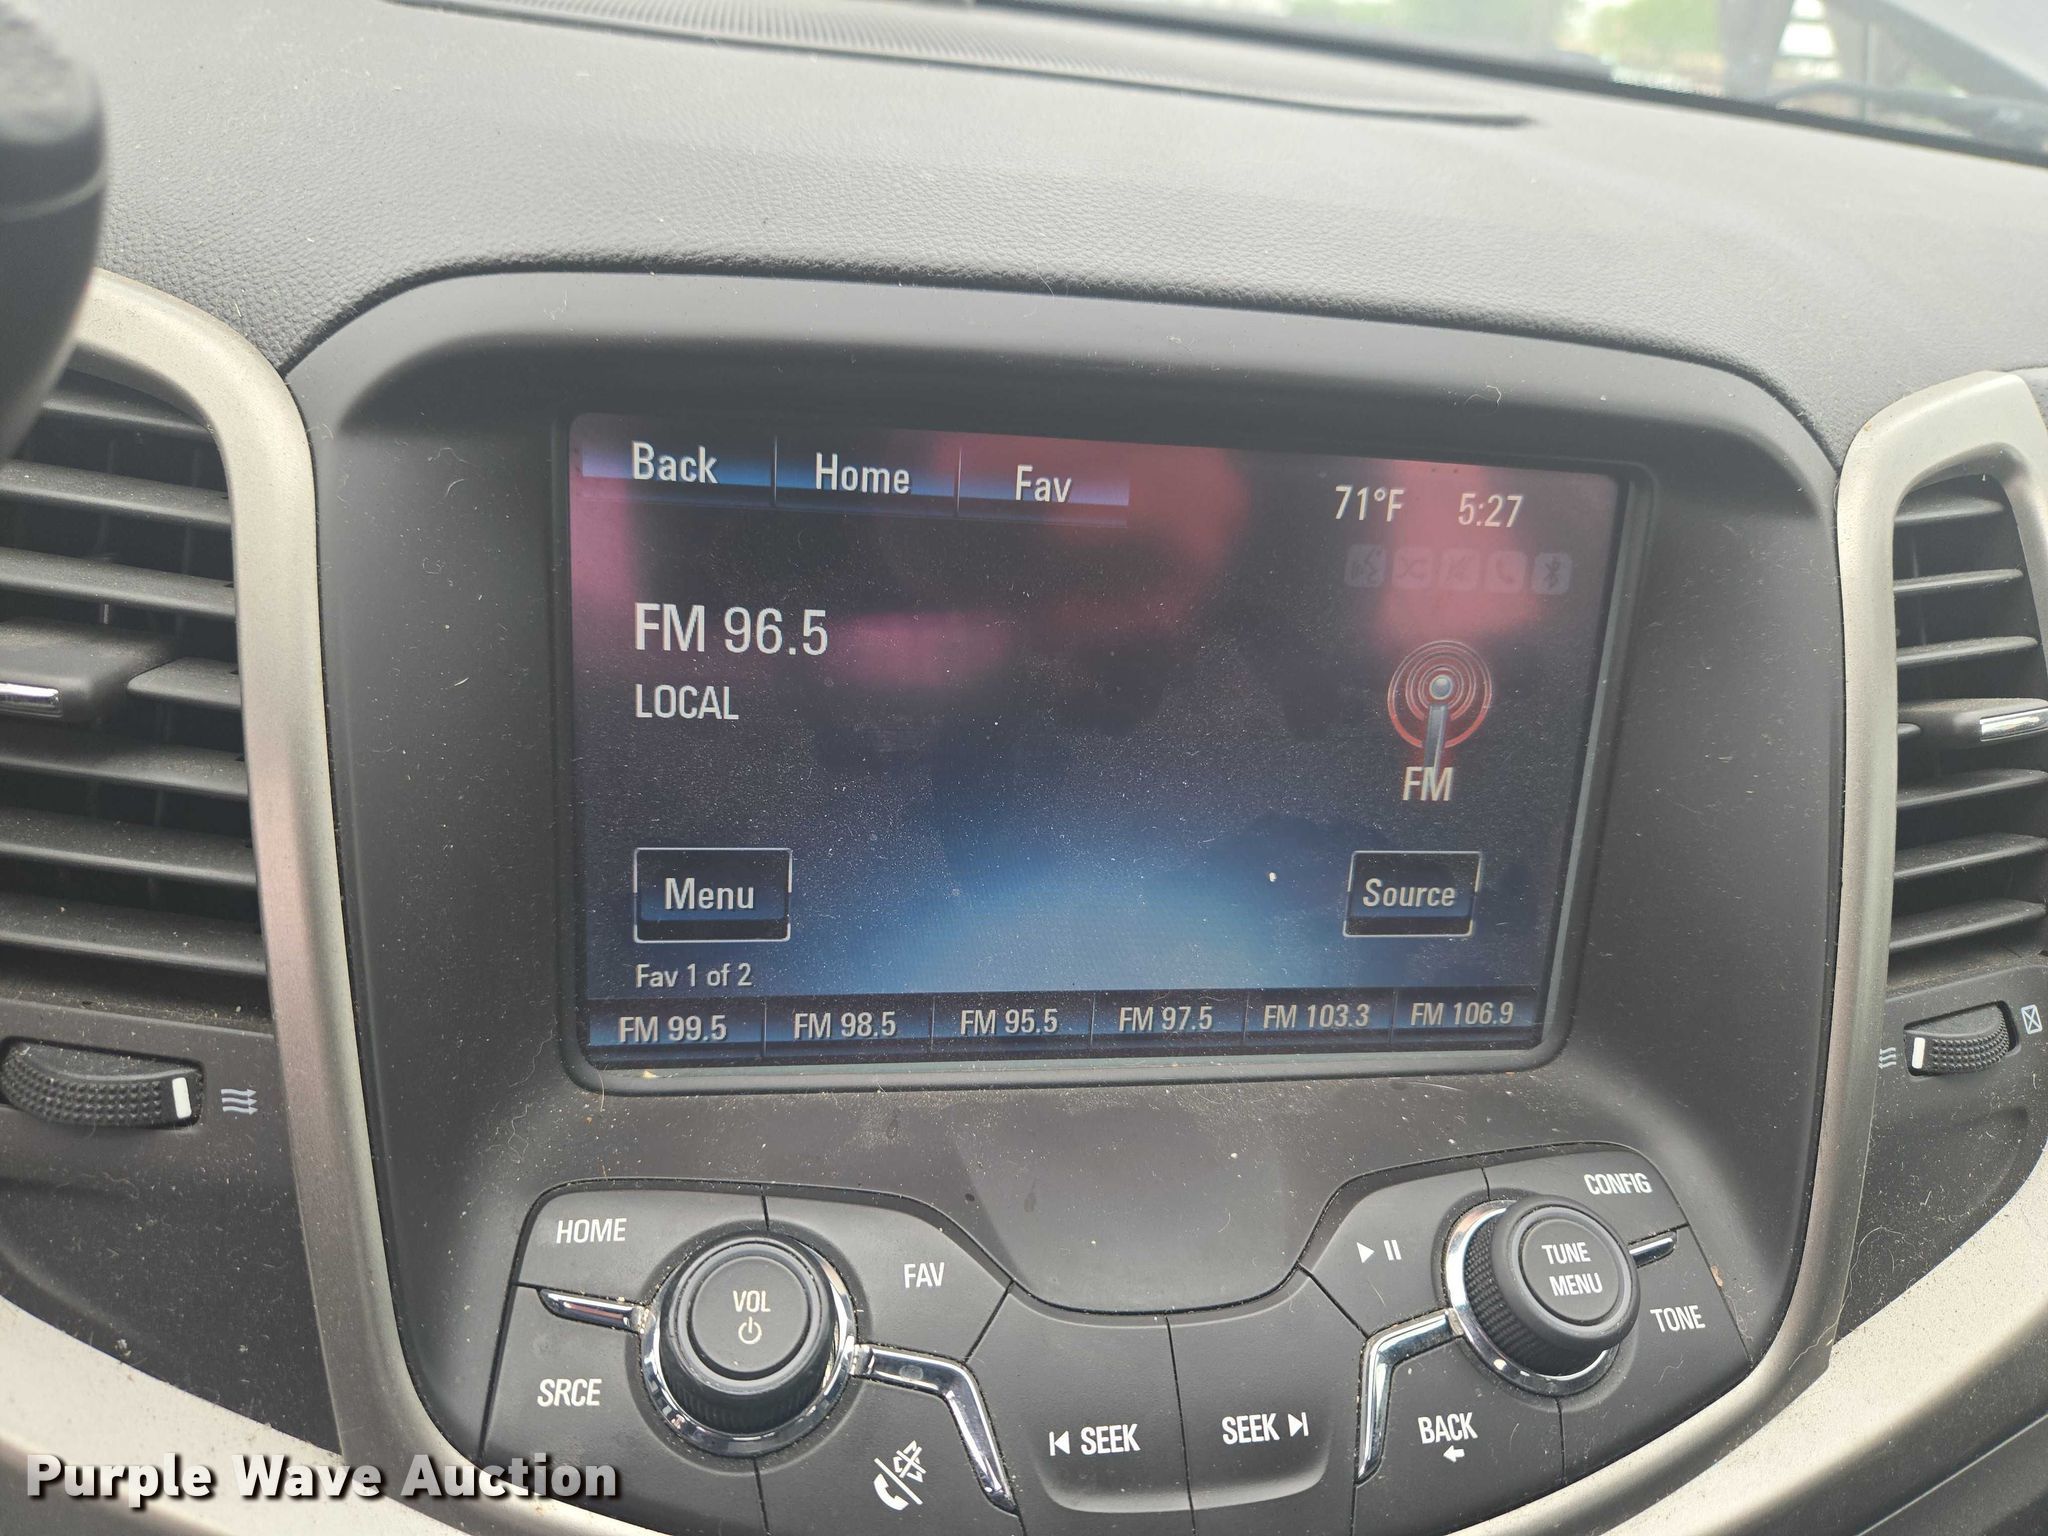 Back Home Fav 71°F 5:27
FM 96.5
LOCAL
FM
Menu Source
Fav 1 of 2
FM 99.5 FM 98.5 FM 95.5 FM 97.5 FM 103.3 FM 106.9
HOME
FAV
VOL
SRCE
SEEK
SEEK
CONFIG
TUNE
MENU
TONE
BACK
Purple Wave Auction